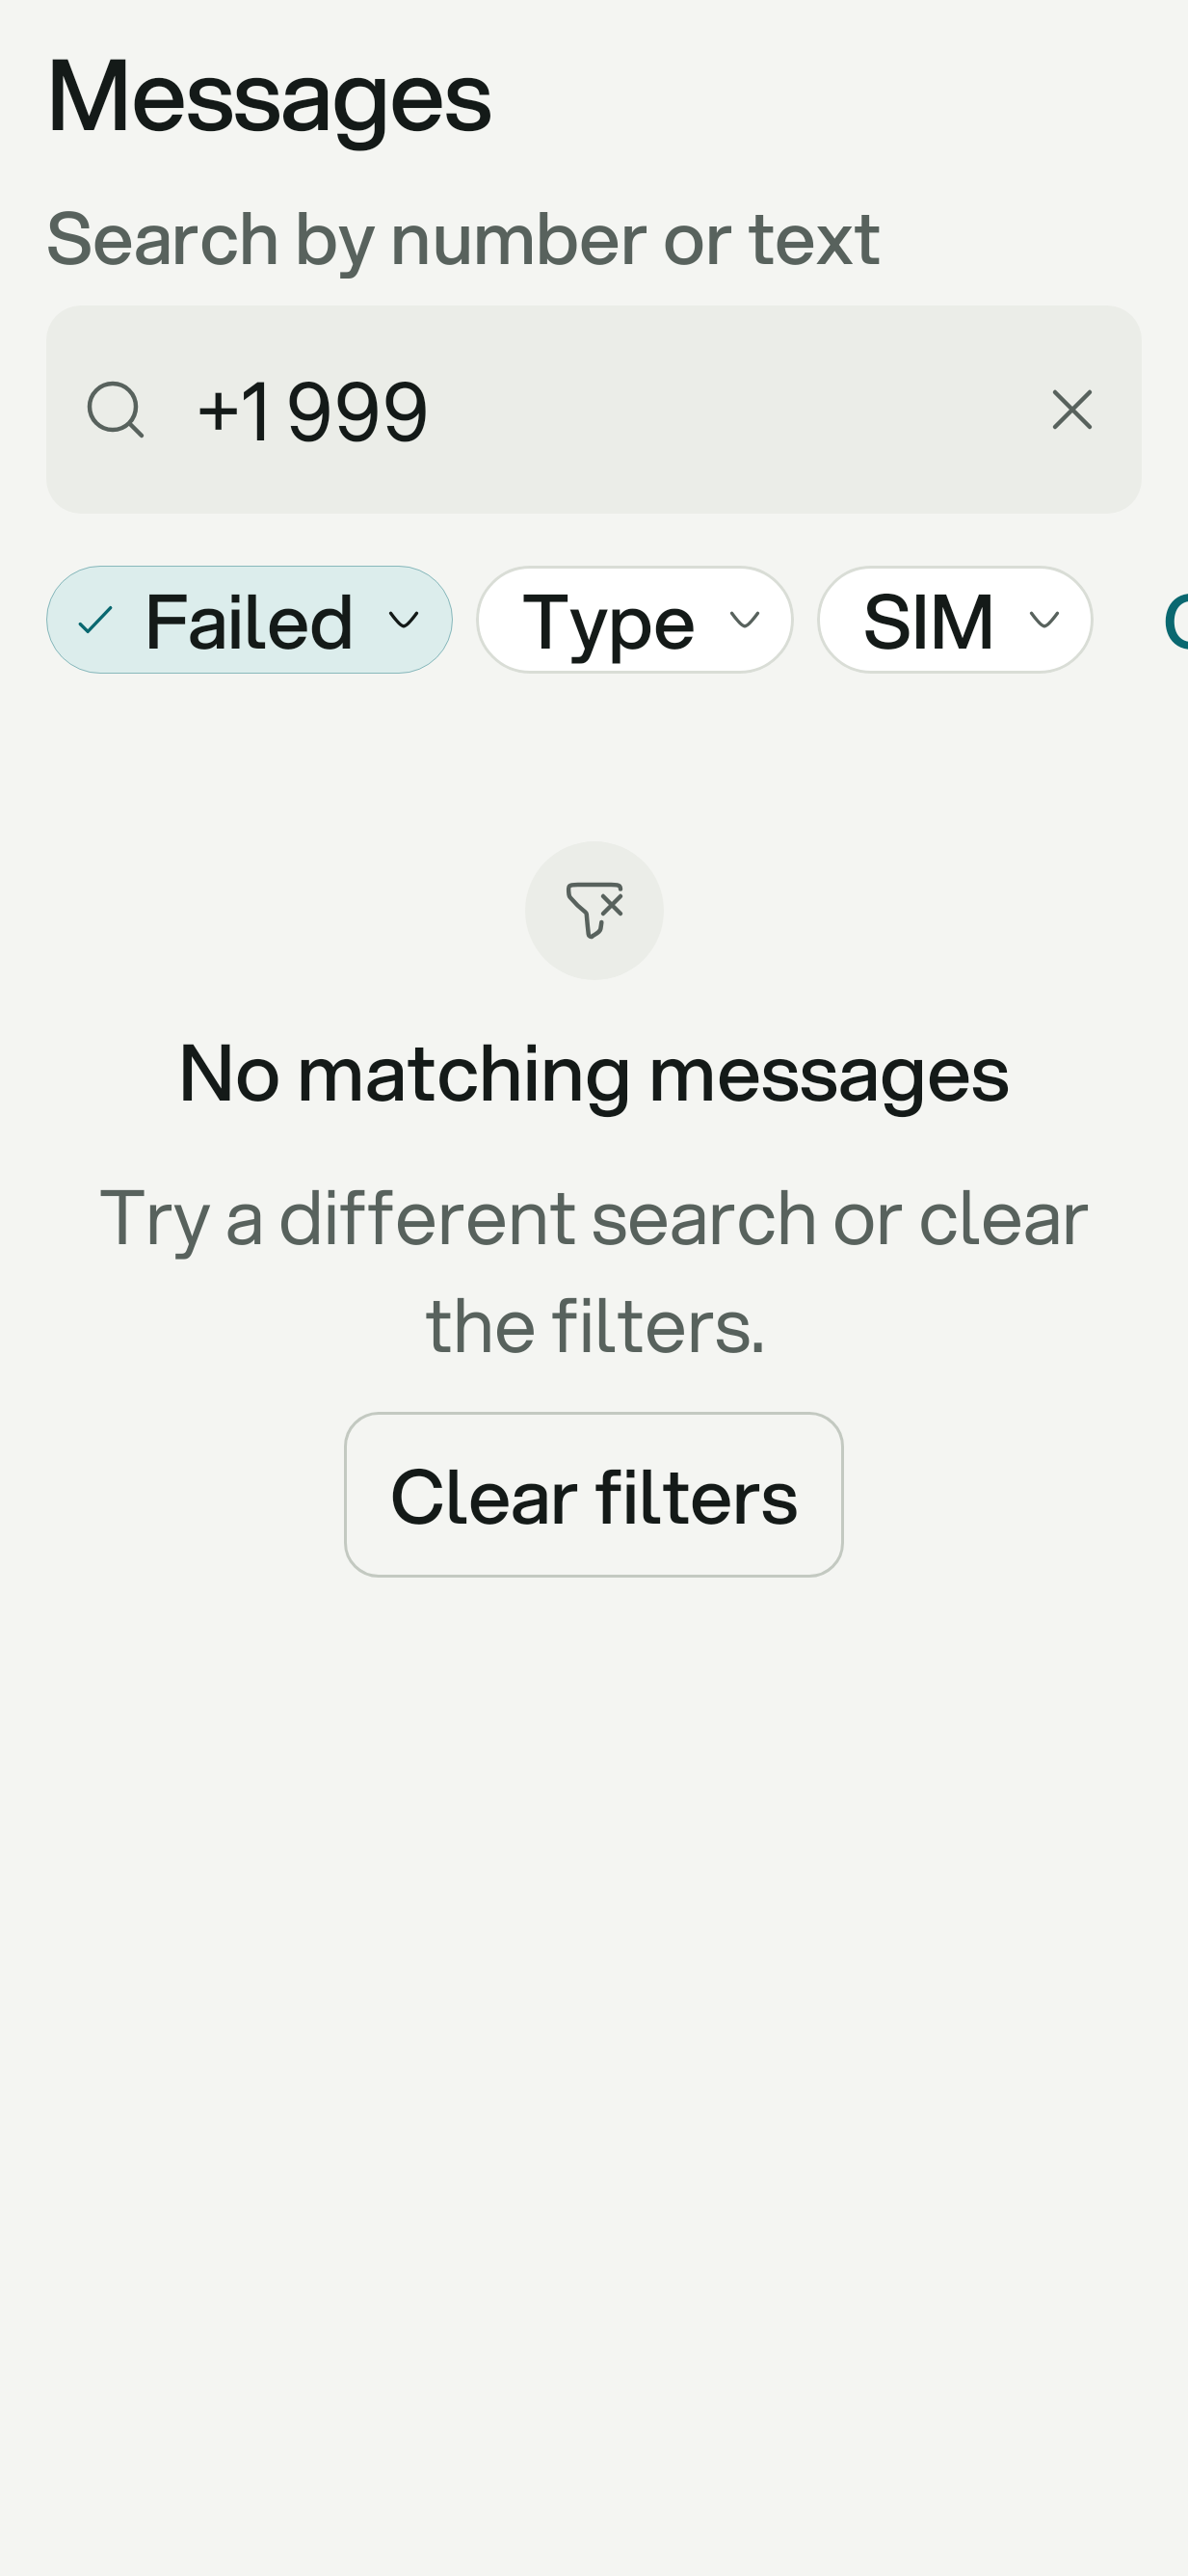 Messages
Search by number or text
+1 999
Failed
Type
SIM
No matching messages
Try a different search or clear
the filters.
Clear filters